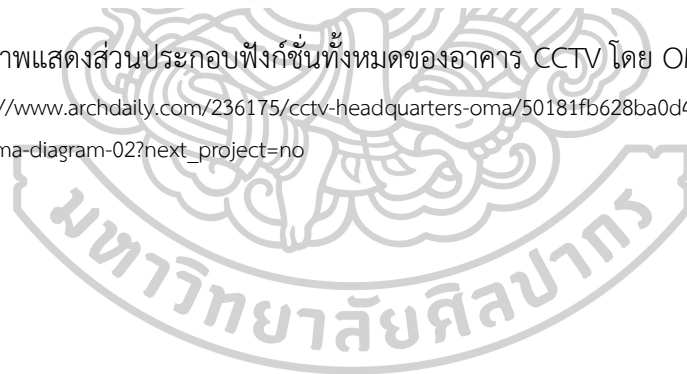 าพแสดงส่วนประกอบฟังก์ชั่นทั้งหมดของอาคาร CCTV โดย OM
//www.archdaily.com/236175/cctv-headquarters-oma/50181fb628ba0d4
ma-diagram-02?next_project=no
มหาวิทยาลัยศิลปากร